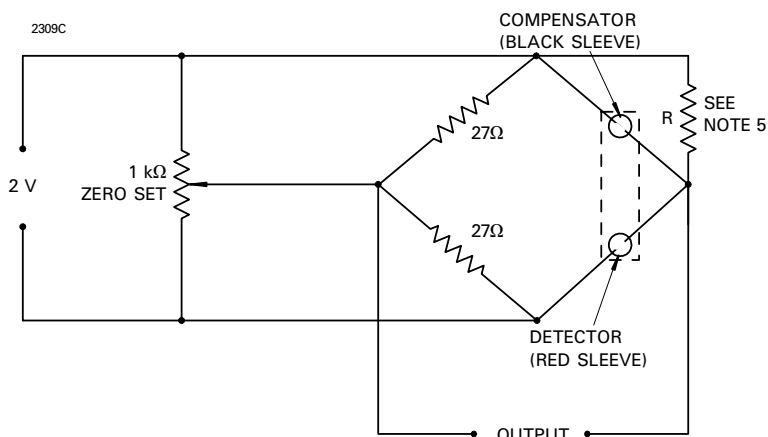 2309C
COMPENSATOR
(BLACK SLEEVE)
27Ω
R
SEE
NOTE 5
2 V
1 kΩ
ZERO SET
27Ω
DETECTOR
(RED SLEEVE)
OUTPUT